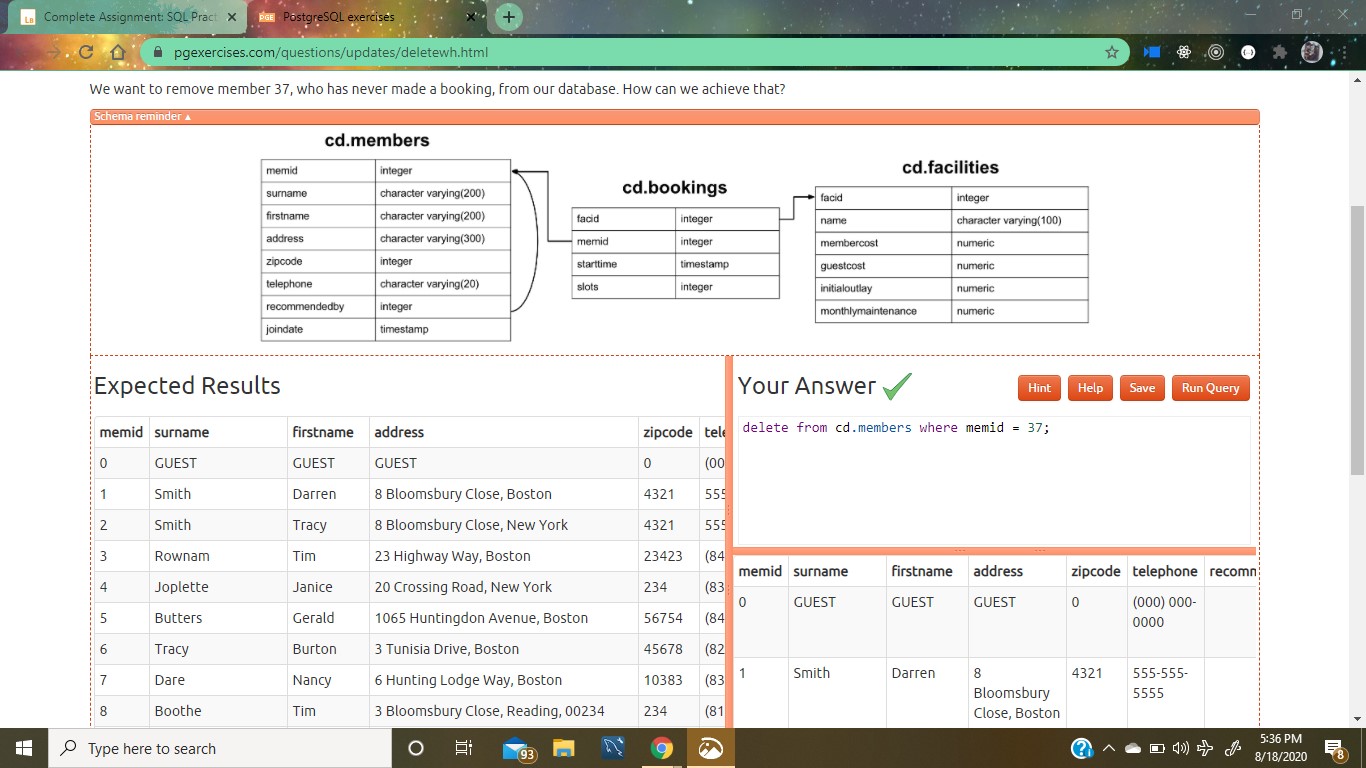 Complete Assignment: SQL Pract
PGE PostgreSQL exercises
pgexercises.com/questions/updates/deletewh.html
We want to remove member 37, who has never made a booking, from our database. How can we achieve that?
Schema reminder ▲
cd.members
memid integer
surname character varying(200)
firstname character varying(200)
address character varying(300)
zipcode integer
telephone character varying(20)
recommendedby integer
joindate timestamp
cd.bookings
facid integer
memid integer
starttime timestamp
slots integer
cd.facilities
facid integer
name character varying(100)
membercost numeric
guestcost numeric
initialoutlay numeric
monthlymaintenance numeric
Expected Results
memid surname firstname address zipcode tele
0 GUEST GUEST GUEST 0 (00
1 Smith Darren 8 Bloomsbury Close, Boston 4321 555
2 Smith Tracy 8 Bloomsbury Close, New York 4321 555
3 Rownam Tim 23 Highway Way, Boston 23423 (84
4 Joplette Janice 20 Crossing Road, New York 234 (83
5 Butters Gerald 1065 Huntingdon Avenue, Boston 56754 (84
6 Tracy Burton 3 Tunisia Drive, Boston 45678 (82
7 Dare Nancy 6 Hunting Lodge Way, Boston 10383 (83
8 Boothe Tim 3 Bloomsbury Close, Reading, 00234 234 (81
Your Answer
Hint Help Save Run Query
delete from cd.members where memid = 37;
memid surname firstname address zipcode telephone recomm
0 GUEST GUEST GUEST 0 (000) 000-
0000
1 Smith Darren 8 4321 555-555-
Bloomsbury 5555
Close, Boston
Type here to search
93
5:36 PM
8/18/2020
8